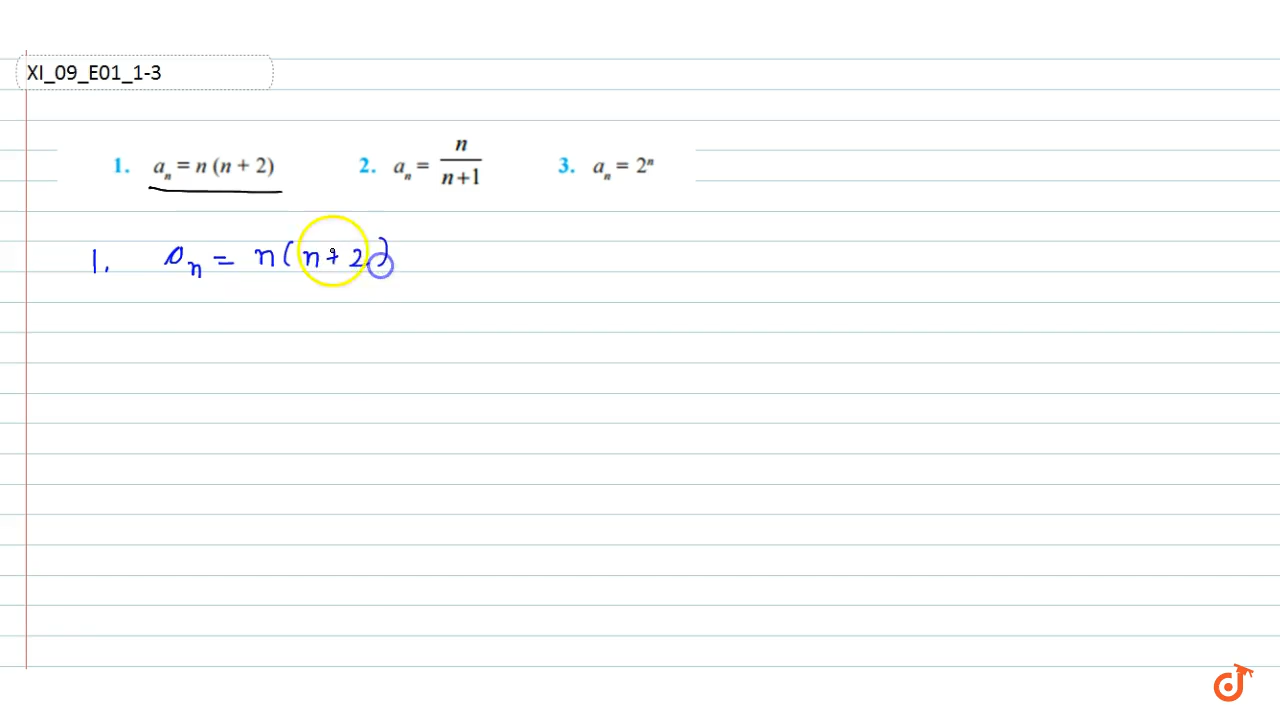 XI_09_E01_1-3
1. aₙ = n (n + 2) 2. aₙ = n/(n+1) 3. aₙ = 2ⁿ
1. aₙ = n(n+2)